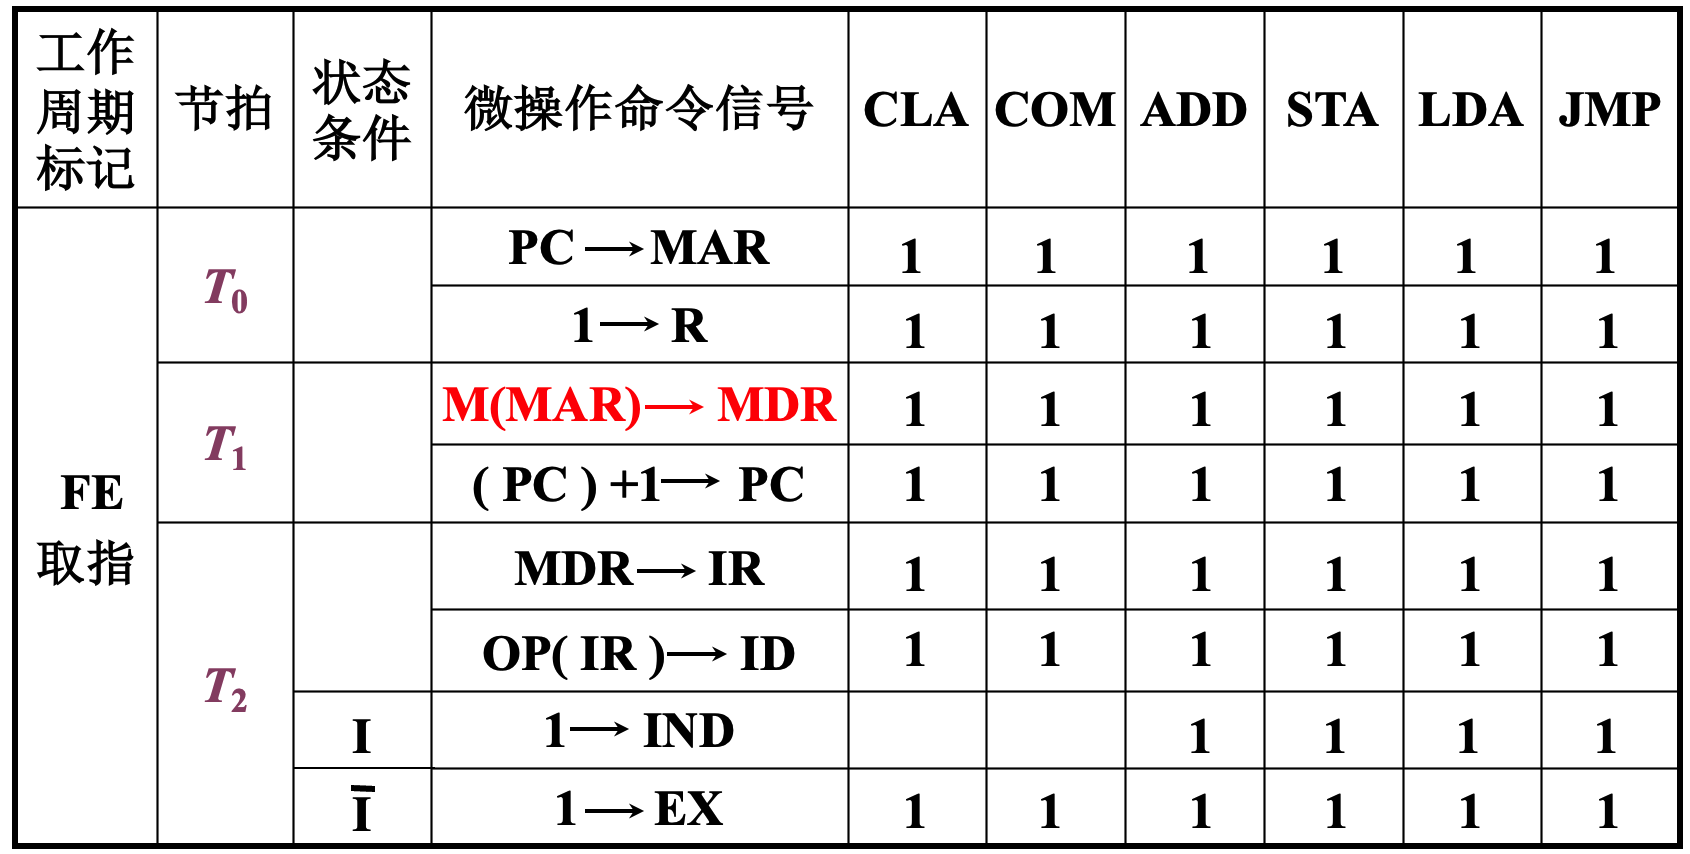 工作周期标记 节拍 状态条件 微操作命令信号 CLA COM ADD STA LDA JMP
FE 取指 T0 PC→MAR 1 1 1 1 1 1
1→R 1 1 1 1 1 1
T1 M(MAR)→MDR 1 1 1 1 1 1
(PC)+1→PC 1 1 1 1 1 1
T2 MDR→IR 1 1 1 1 1 1
OP(IR)→ID 1 1 1 1 1 1
I 1→IND 1 1 1 1
Ī 1→EX 1 1 1 1 1 1